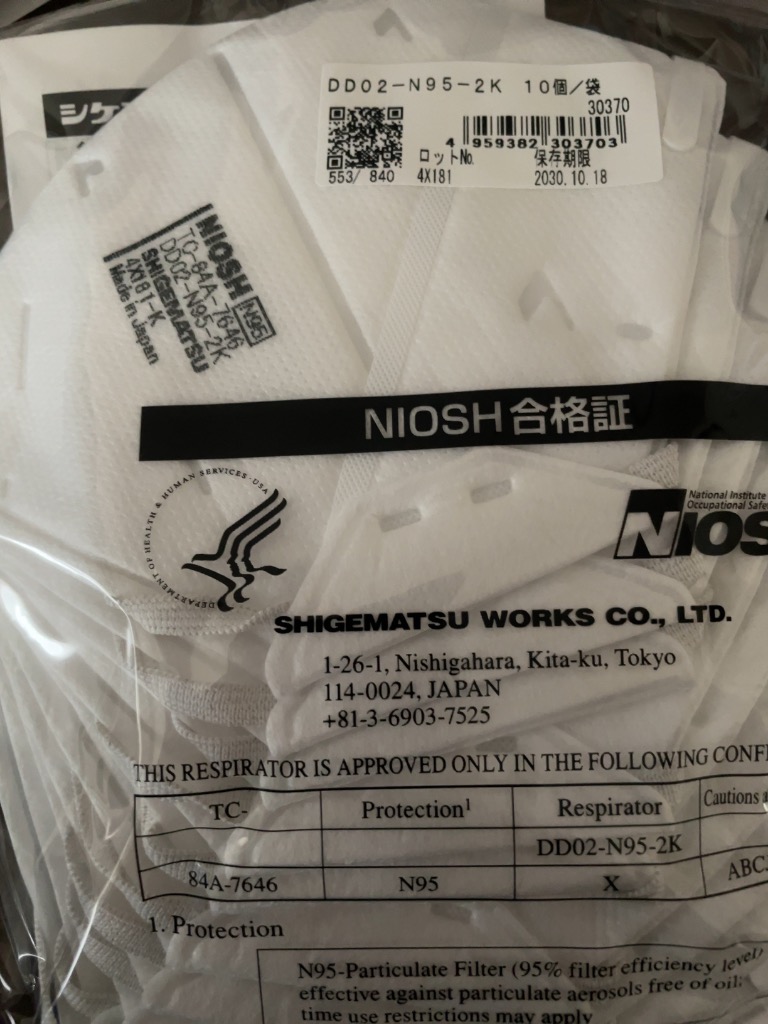 DD02-N95-2K 10個/袋
30370
4 959382 303703
ロットNo. 保存期限
553/ 840 4X181 2030.10.18
シケ
NIOSH N95
TC-84A-7646
DD02-N95-2K
SHIGEMATSU
4X181-K
Made in Japan
NIOSH合格証
DEPARTMENT OF HEALTH & HUMAN SERVICES·USA
National Institute
Occupational Safe
NIOS
SHIGEMATSU WORKS CO., LTD.
1-26-1, Nishigahara, Kita-ku, Tokyo
114-0024, JAPAN
+81-3-6903-7525
THIS RESPIRATOR IS APPROVED ONLY IN THE FOLLOWING CONF
TC- Protection1 Respirator Cautions
DD02-N95-2K
84A-7646 N95 X ABC
1. Protection
N95-Particulate Filter (95% filter efficiency level)
effective against particulate aerosols free of oil;
time use restrictions may apply